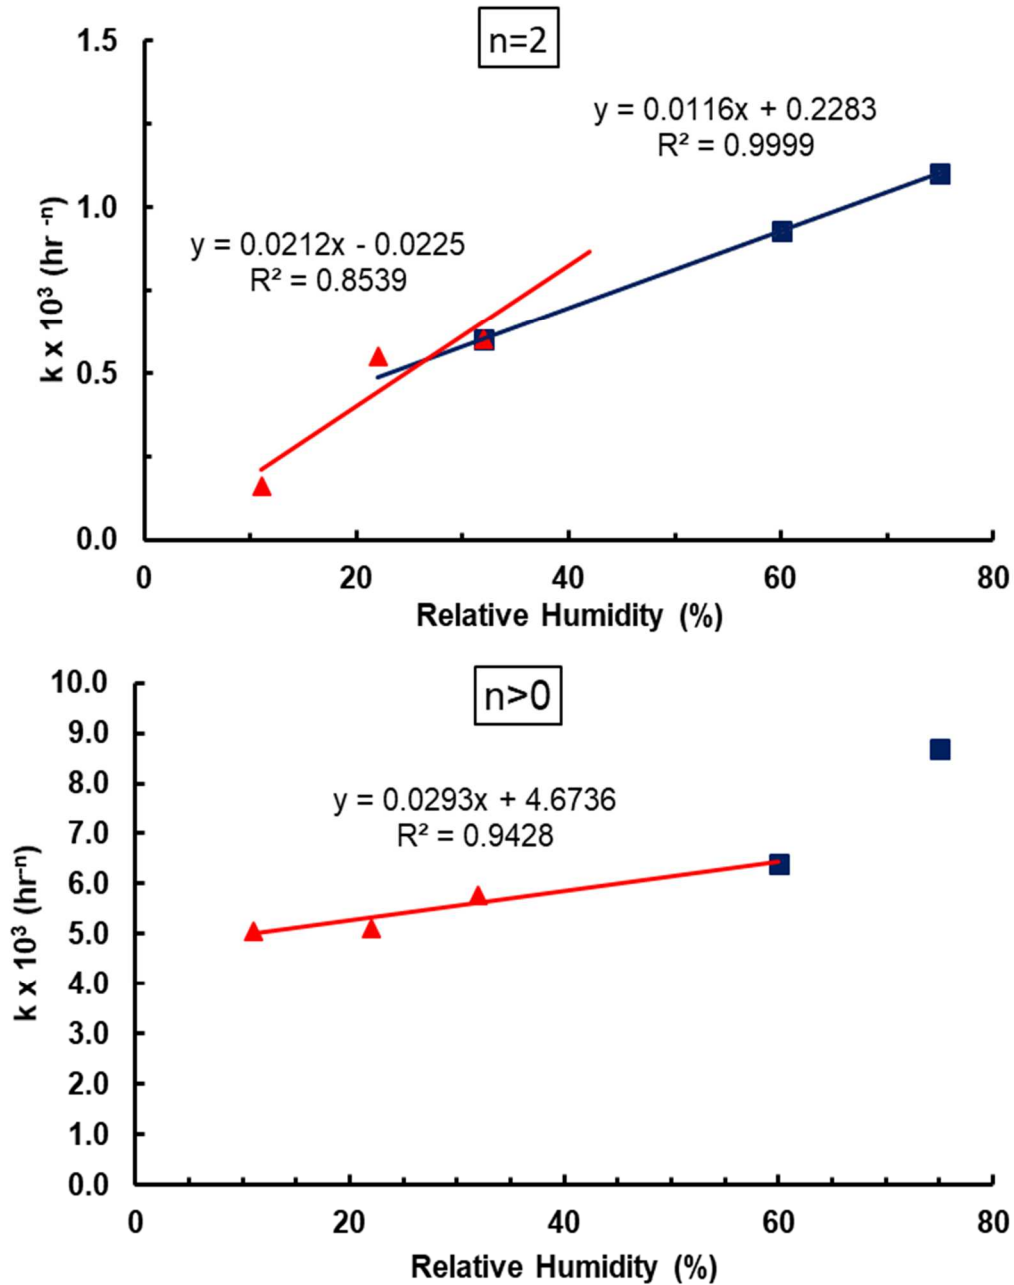 n=2
1.5
y = 0.0116x + 0.2283
R² = 0.9999
1.0
y = 0.0212x - 0.0225
R² = 0.8539
0.5
0.0
k x 10³ (hr ⁻ⁿ)
0 20 40 60 80
Relative Humidity (%)
n>0
10.0
9.0
8.0
y = 0.0293x + 4.6736
R² = 0.9428
7.0
6.0
5.0
4.0
3.0
2.0
1.0
0.0
k x 10³ (hr⁻ⁿ)
0 20 40 60 80
Relative Humidity (%)